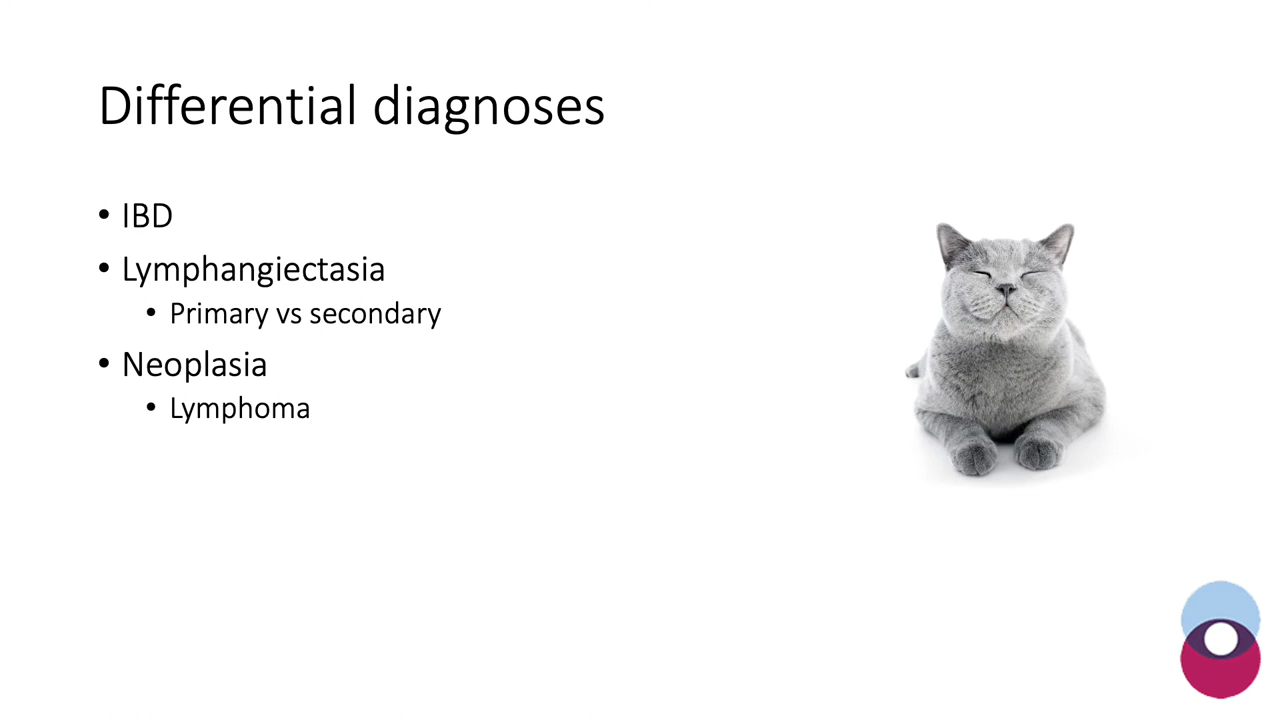 Differential diagnoses
• IBD
• Lymphangiectasia
• Primary vs secondary
• Neoplasia
• Lymphoma